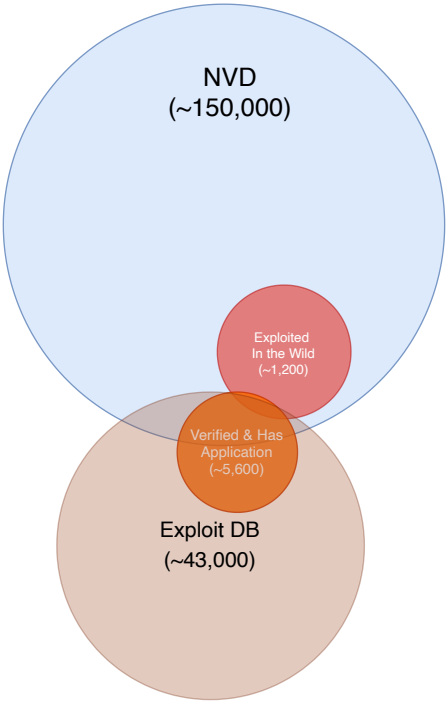 NVD
(~150,000)
Exploited
In the Wild
(~1,200)
Verified & Has
Application
(~5,600)
Exploit DB
(~43,000)